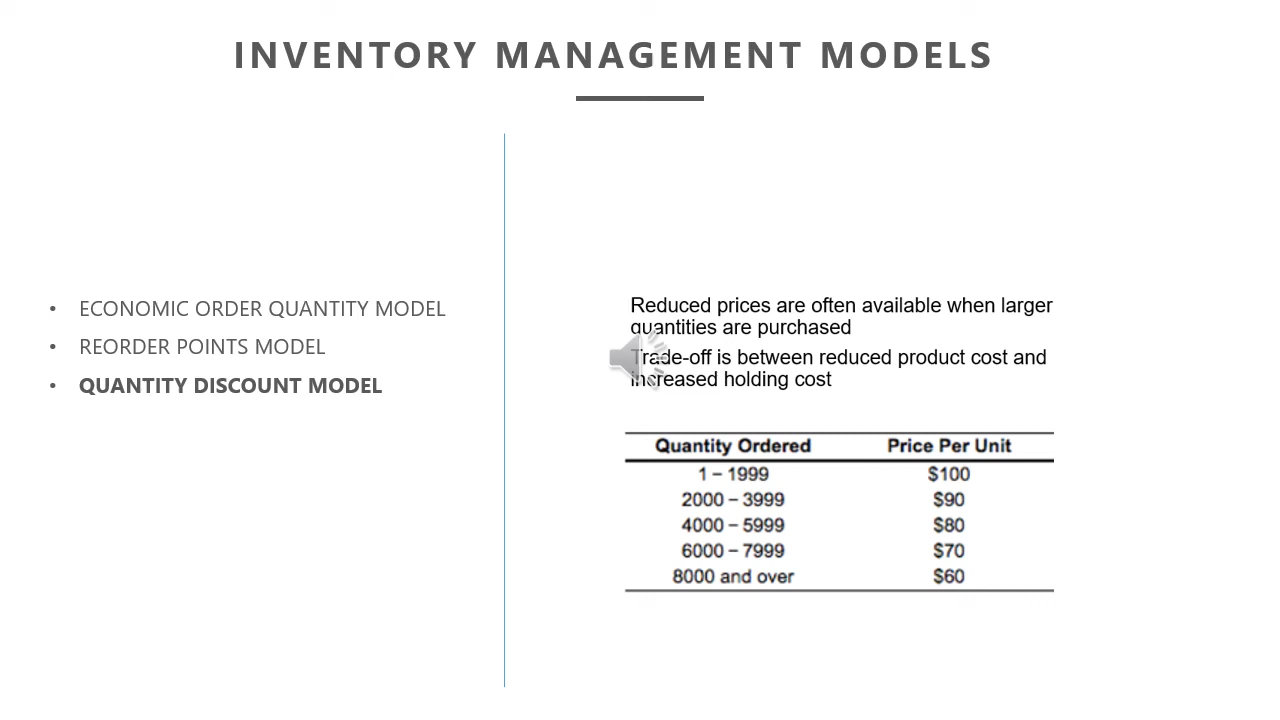 INVENTORY MANAGEMENT MODELS
• ECONOMIC ORDER QUANTITY MODEL
• REORDER POINTS MODEL
• QUANTITY DISCOUNT MODEL
Reduced prices are often available when larger
quantities are purchased
Trade-off is between reduced product cost and
increased holding cost
Quantity Ordered Price Per Unit
1 – 1999 $100
2000 – 3999 $90
4000 – 5999 $80
6000 – 7999 $70
8000 and over $60